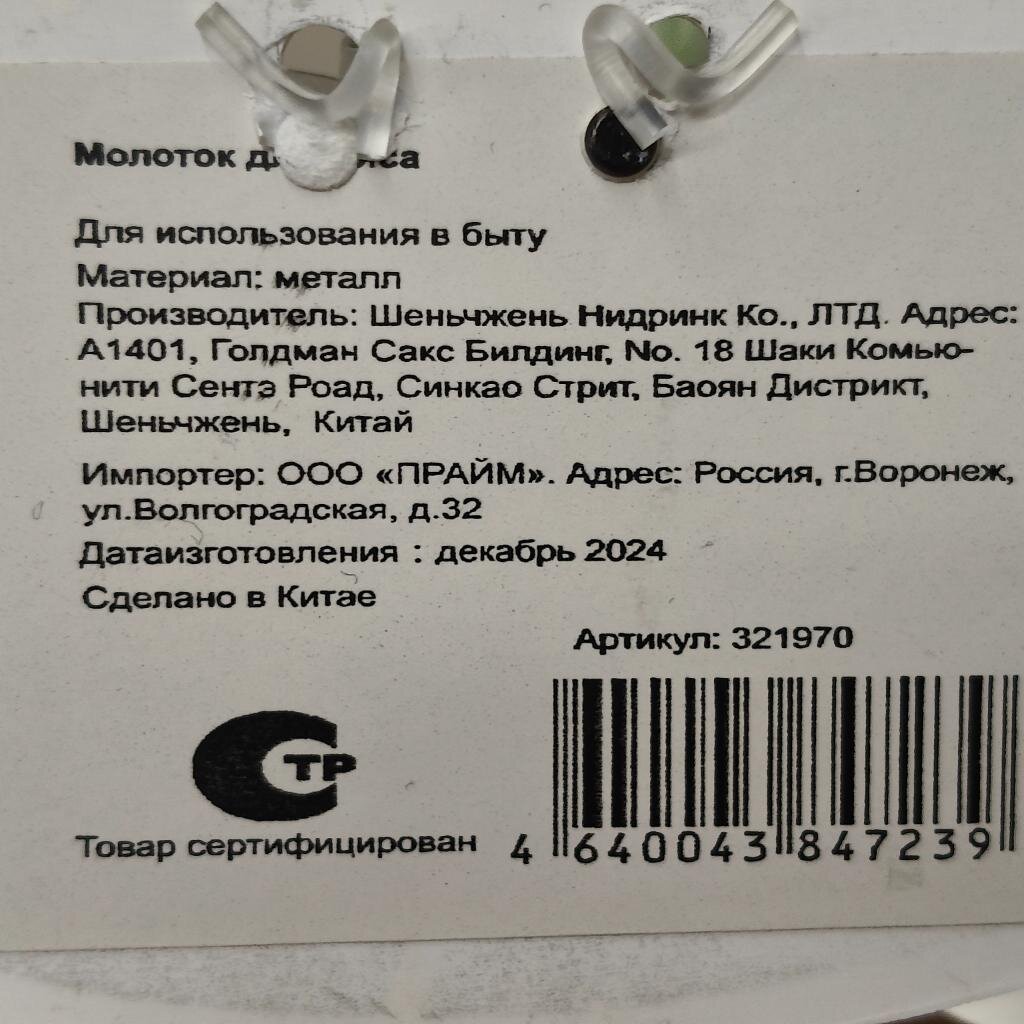 Молоток
Для использования в быту
Материал: металл
Производитель: Шеньчжень Нидринк Ко., ЛТД. Адрес:
А1401, Голдман Сакс Билдинг, No. 18 Шаки Комью-
нити Сентэ Роад, Синкао Стрит, Баоян Дистрикт,
Шеньчжень, Китай
Импортер: ООО «ПРАЙМ». Адрес: Россия, г.Воронеж,
ул.Волгоградская, д.32
Датаизготовления : декабрь 2024
Сделано в Китае
Артикул: 321970
СТР
Товар сертифицирован
4 640043 847239